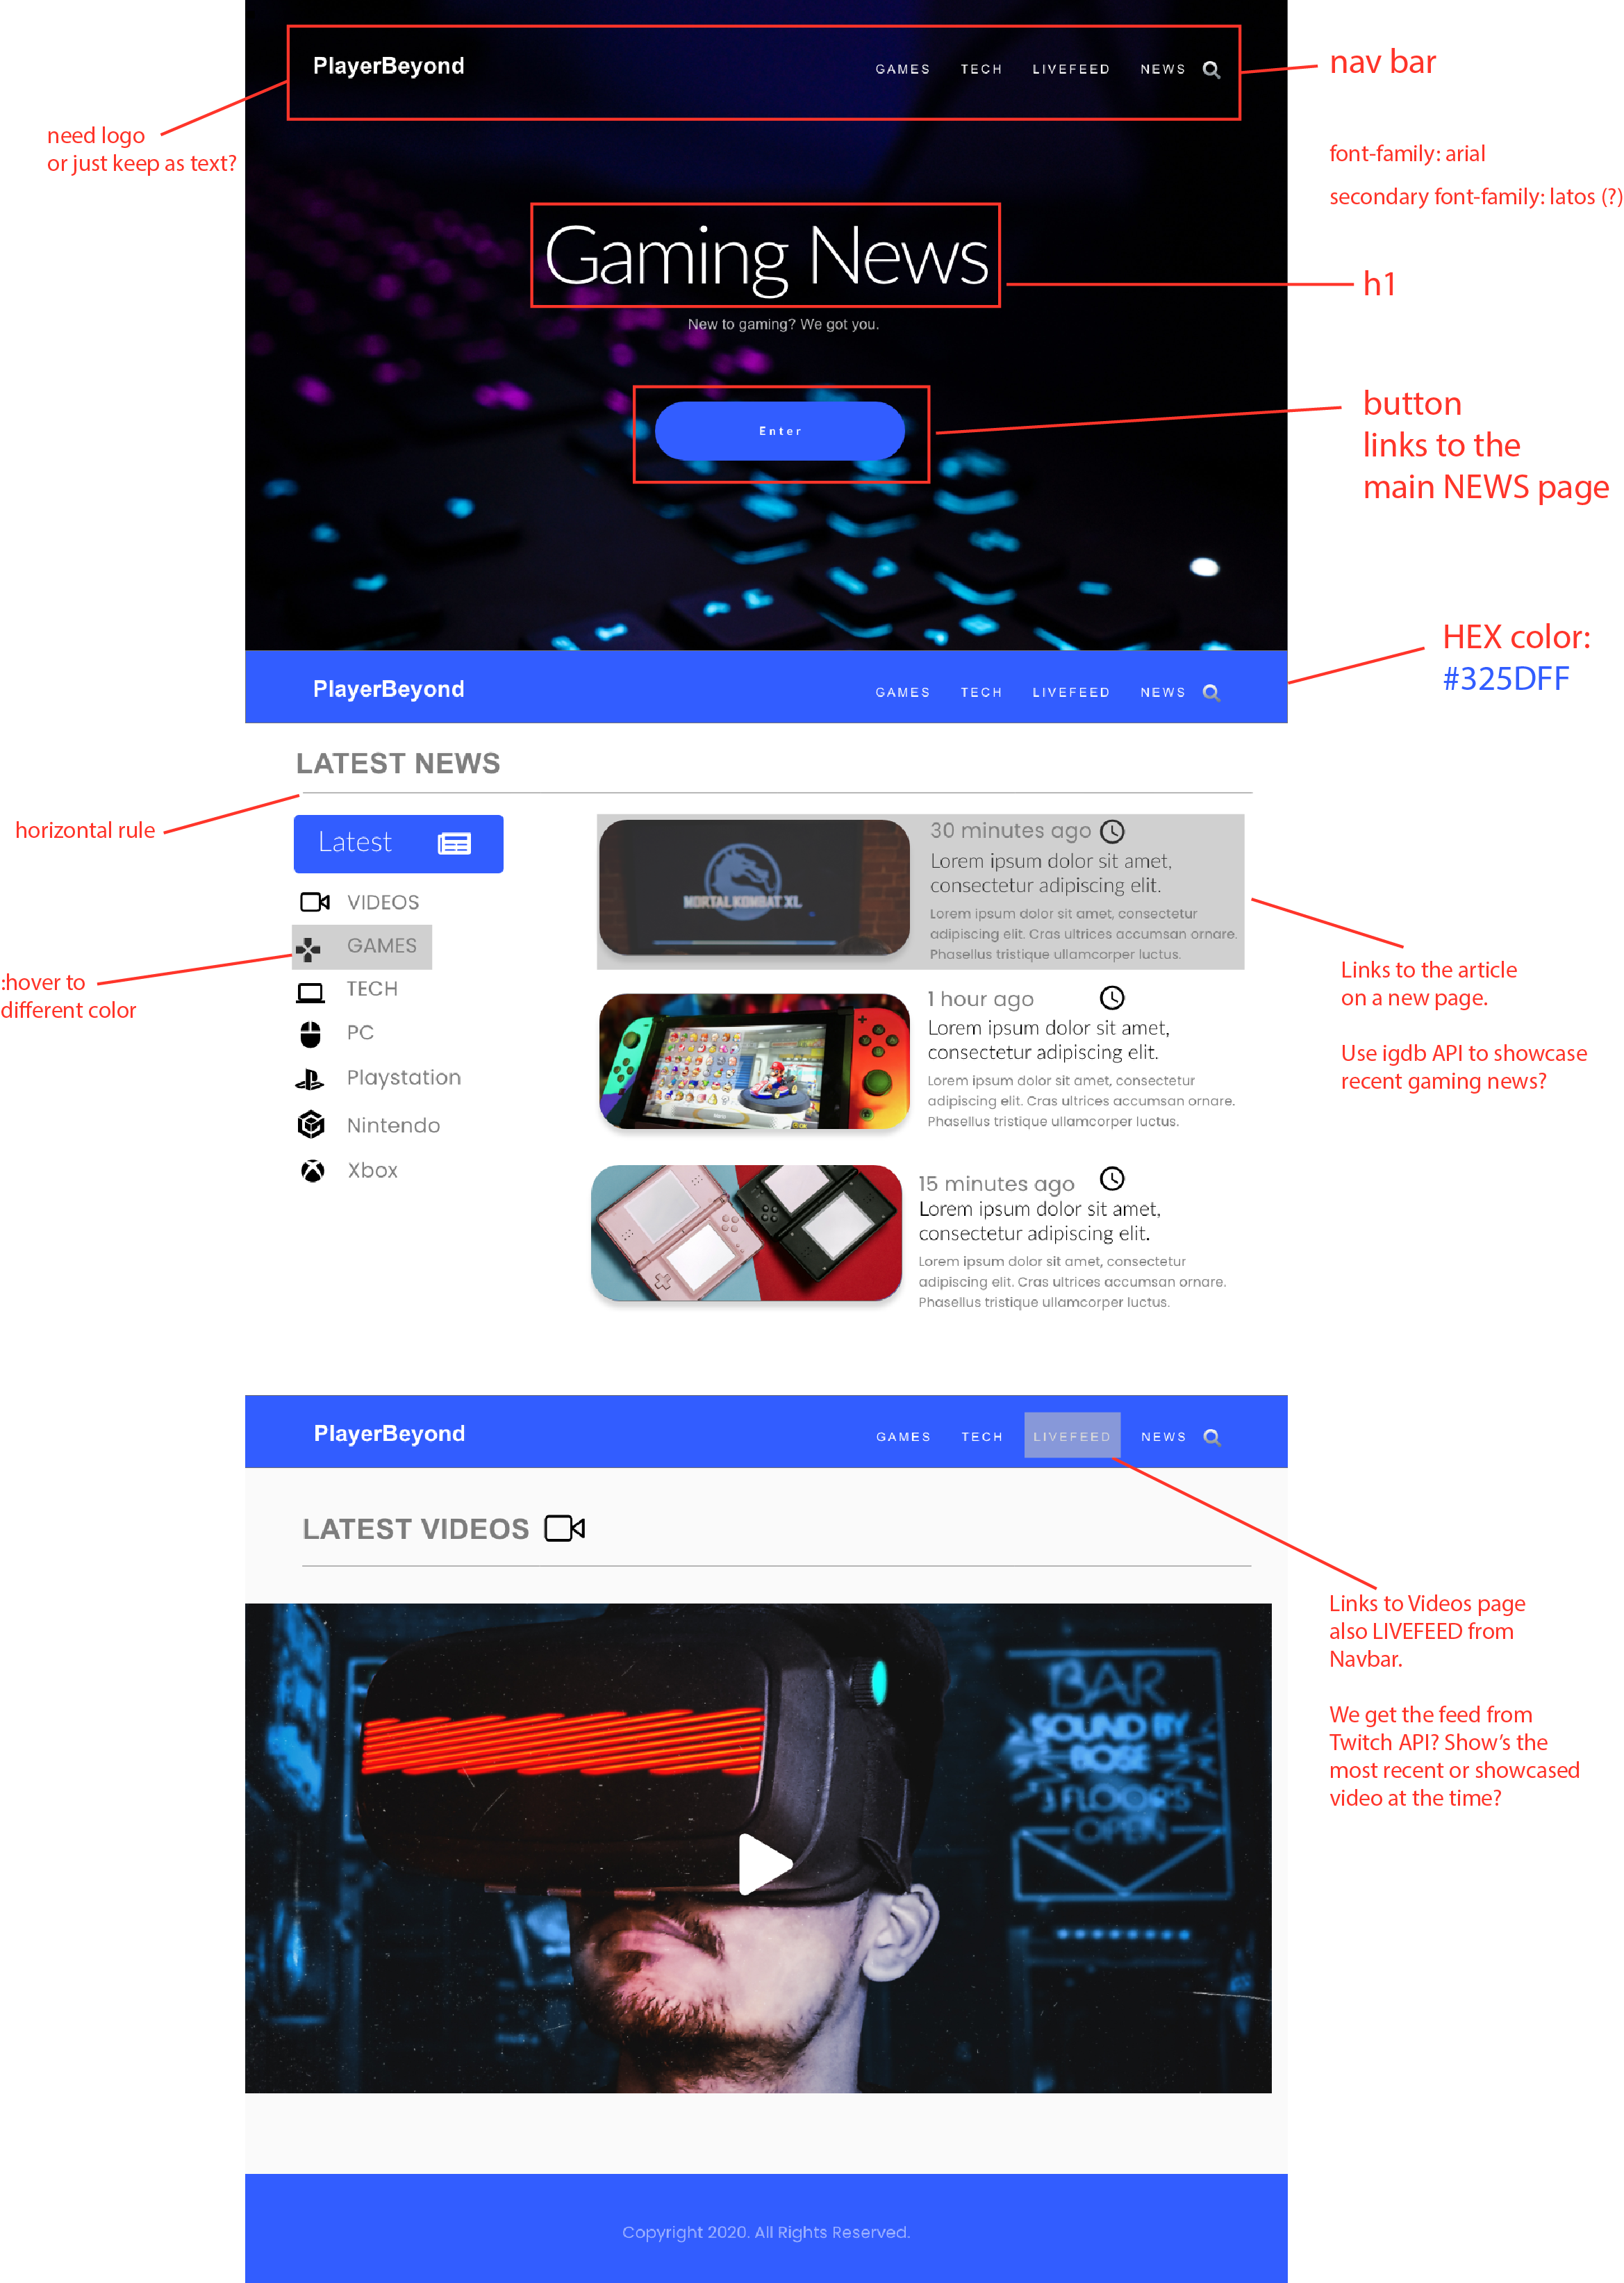 PlayerBeyond
GAMES TECH LIVEFEED NEWS
nav bar
need logo
or just keep as text?
font-family: arial
secondary font-family: latos (?)
Gaming News
h1
New to gaming? We got you.
Enter
button
links to the
main NEWS page
HEX color:
#325DFF
PlayerBeyond
GAMES TECH LIVEFEED NEWS
LATEST NEWS
horizontal rule
Latest
VIDEOS
GAMES
:hover to
different color
TECH
PC
Playstation
Nintendo
Xbox
MORTAL KOMBAT XL
30 minutes ago
Lorem ipsum dolor sit amet,
consectetur adipiscing elit.
Lorem ipsum dolor sit amet, consectetur
adipiscing elit. Cras ultrices accumsan ornare.
Phasellus tristique ullamcorper luctus.
Links to the article
on a new page.
Use igdb API to showcase
recent gaming news?
1 hour ago
Lorem ipsum dolor sit amet,
consectetur adipiscing elit.
Lorem ipsum dolor sit amet, consectetur
adipiscing elit. Cras ultrices accumsan ornare.
Phasellus tristique ullamcorper luctus.
15 minutes ago
Lorem ipsum dolor sit amet,
consectetur adipiscing elit.
Lorem ipsum dolor sit amet, consectetur
adipiscing elit. Cras ultrices accumsan ornare.
Phasellus tristique ullamcorper luctus.
PlayerBeyond
GAMES TECH LIVEFEED NEWS
LATEST VIDEOS
Links to Videos page
also LIVEFEED from
Navbar.
We get the feed from
Twitch API? Show's the
most recent or showcased
video at the time?
BAR
SOUND BY
BOSE
FLOORS
OPEN
Copyright 2020. All Rights Reserved.